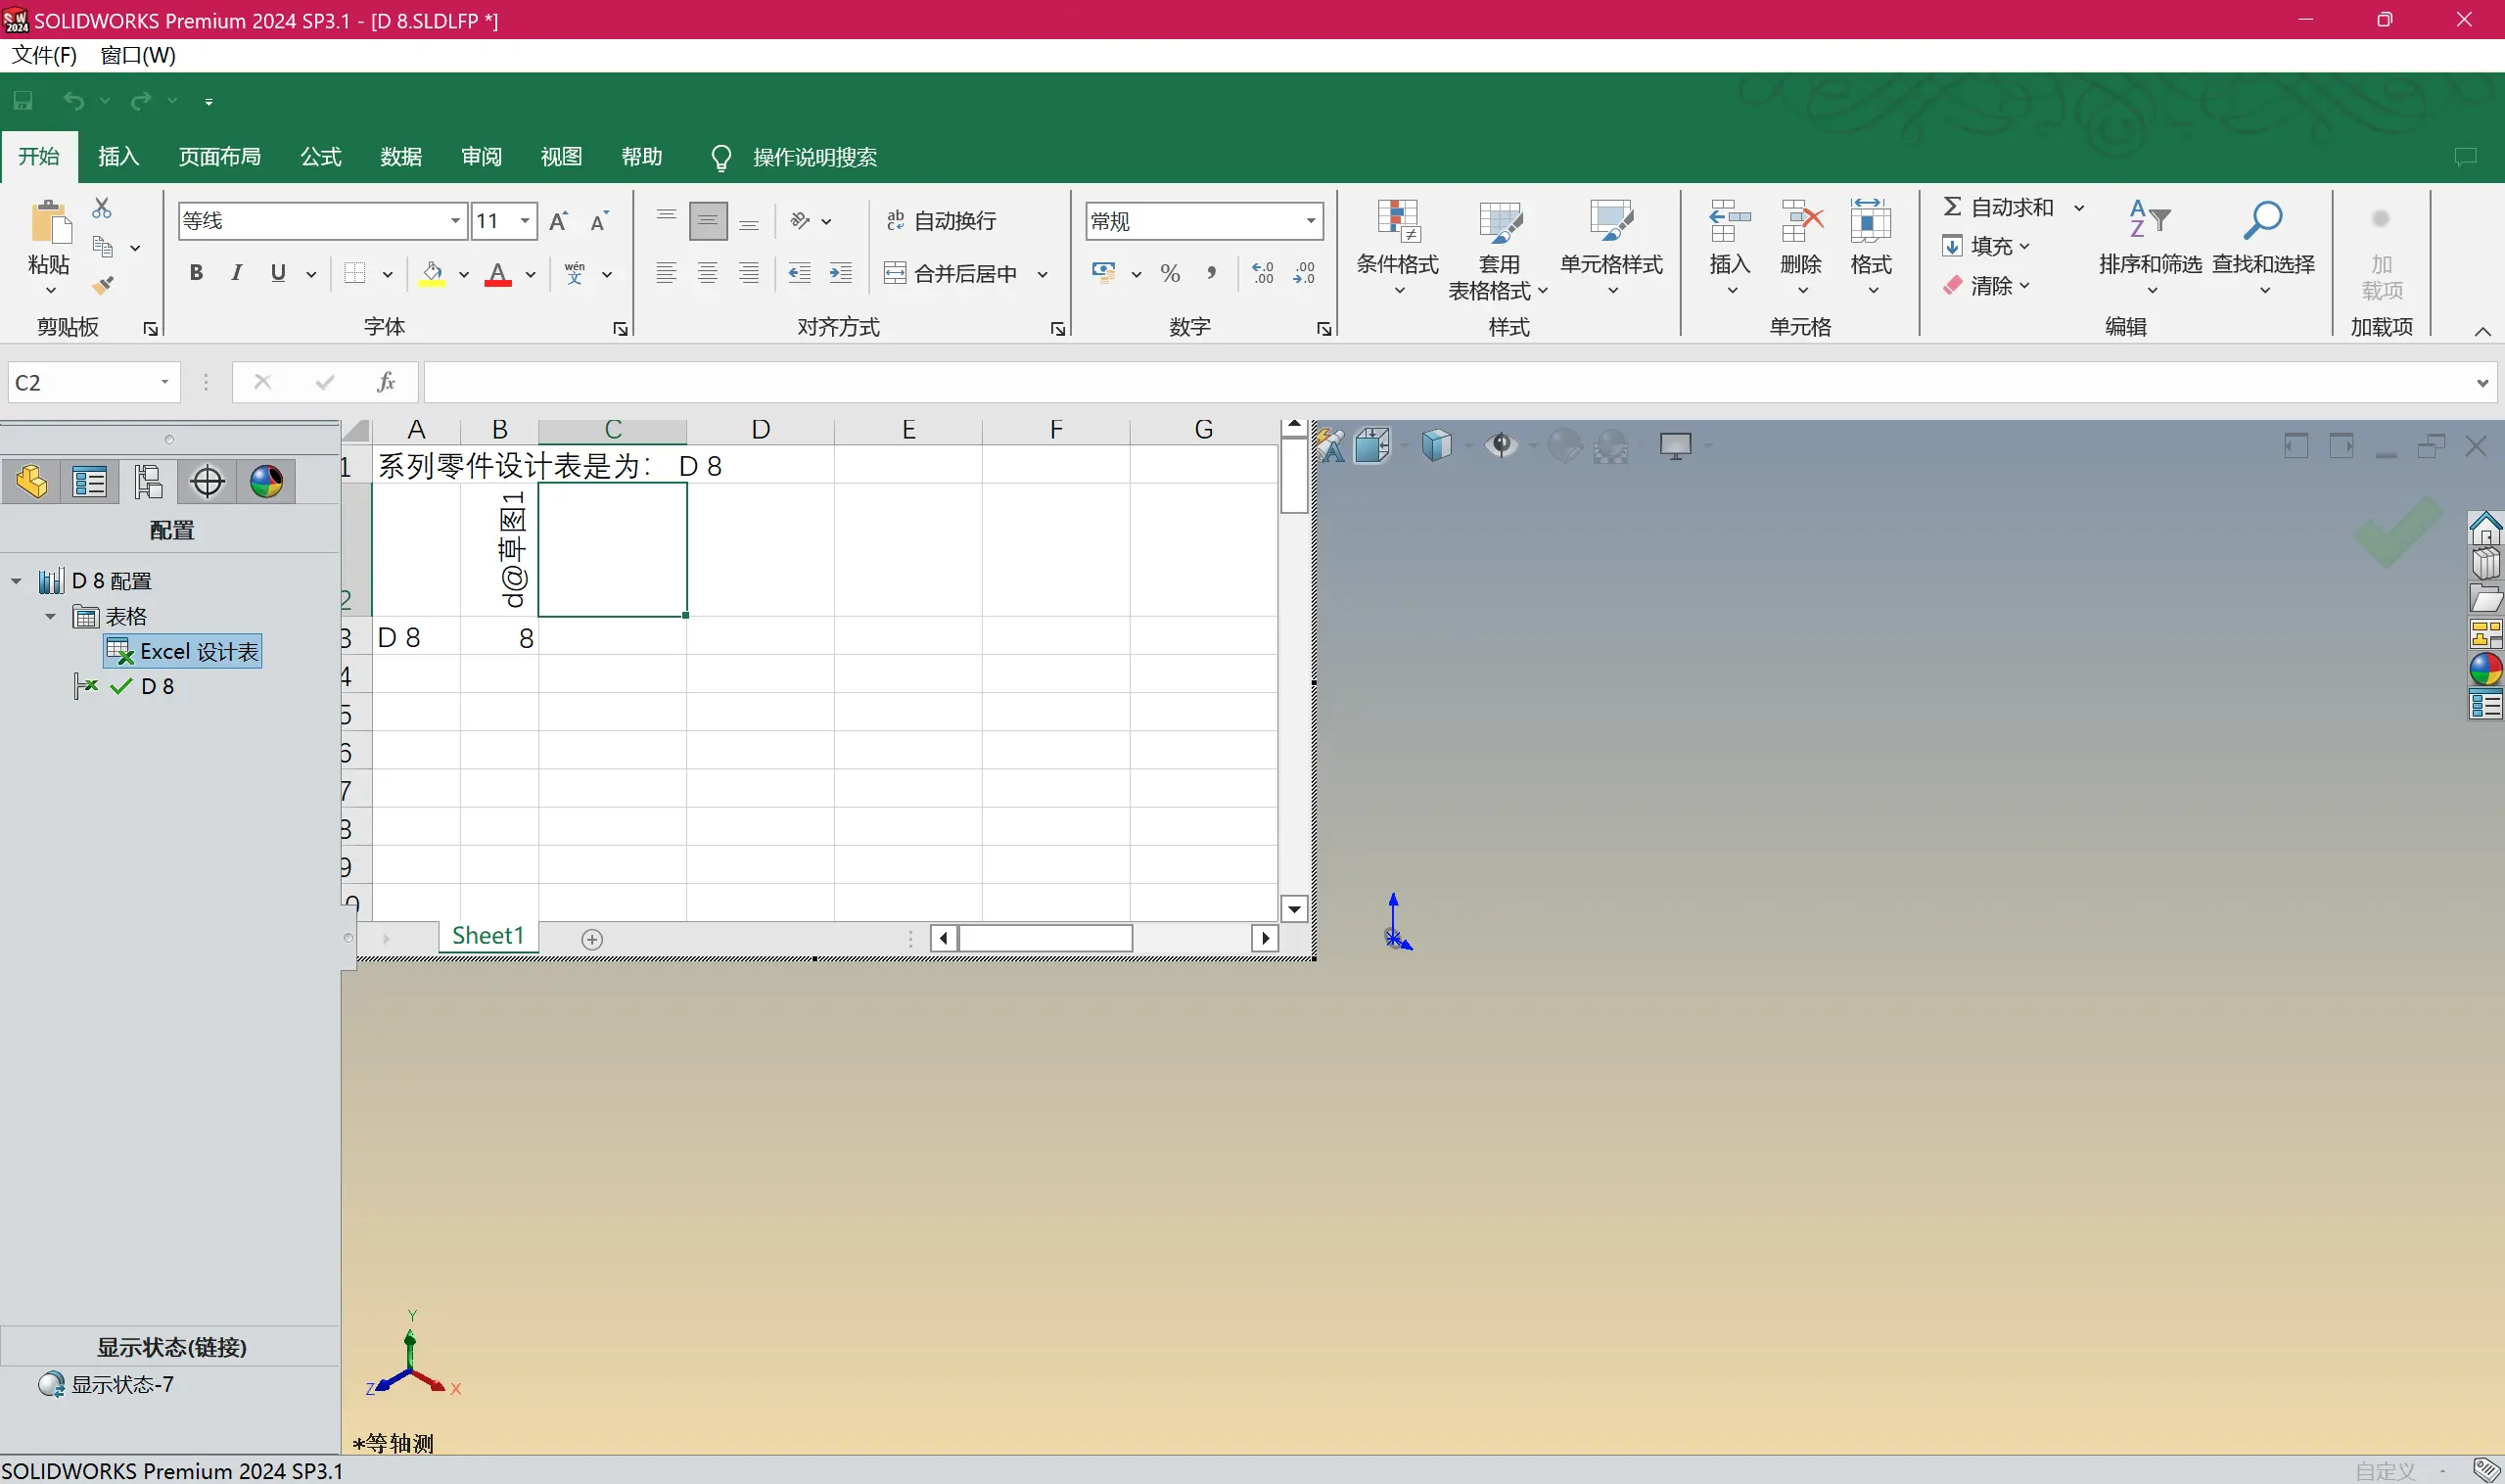 SOLIDWORKS Premium 2024 SP3.1 - [D 8.SLDLFP *]
文件(F) 窗口(W)
开始 插入 页面布局 公式 数据 审阅 视图 帮助 操作说明搜索
等线 11 自动换行 常规 自动求和
粘贴 条件格式 套用 单元格样式 插入 删除 格式 填充 排序和筛选 查找和选择 加
B I U 合并后居中 表格格式 清除 载项
剪贴板 字体 对齐方式 数字 样式 单元格 编辑 加载项
C2 fx
A B C D E F G
1 系列零件设计表是为： D 8
2 d@草图1
3 D 8 8
4
5
6
7
8
9
Sheet1
配置
D 8 配置
表格
Excel 设计表
D 8
显示状态(链接)
显示状态-7
Y
Z X
*等轴测
SOLIDWORKS Premium 2024 SP3.1 自定义